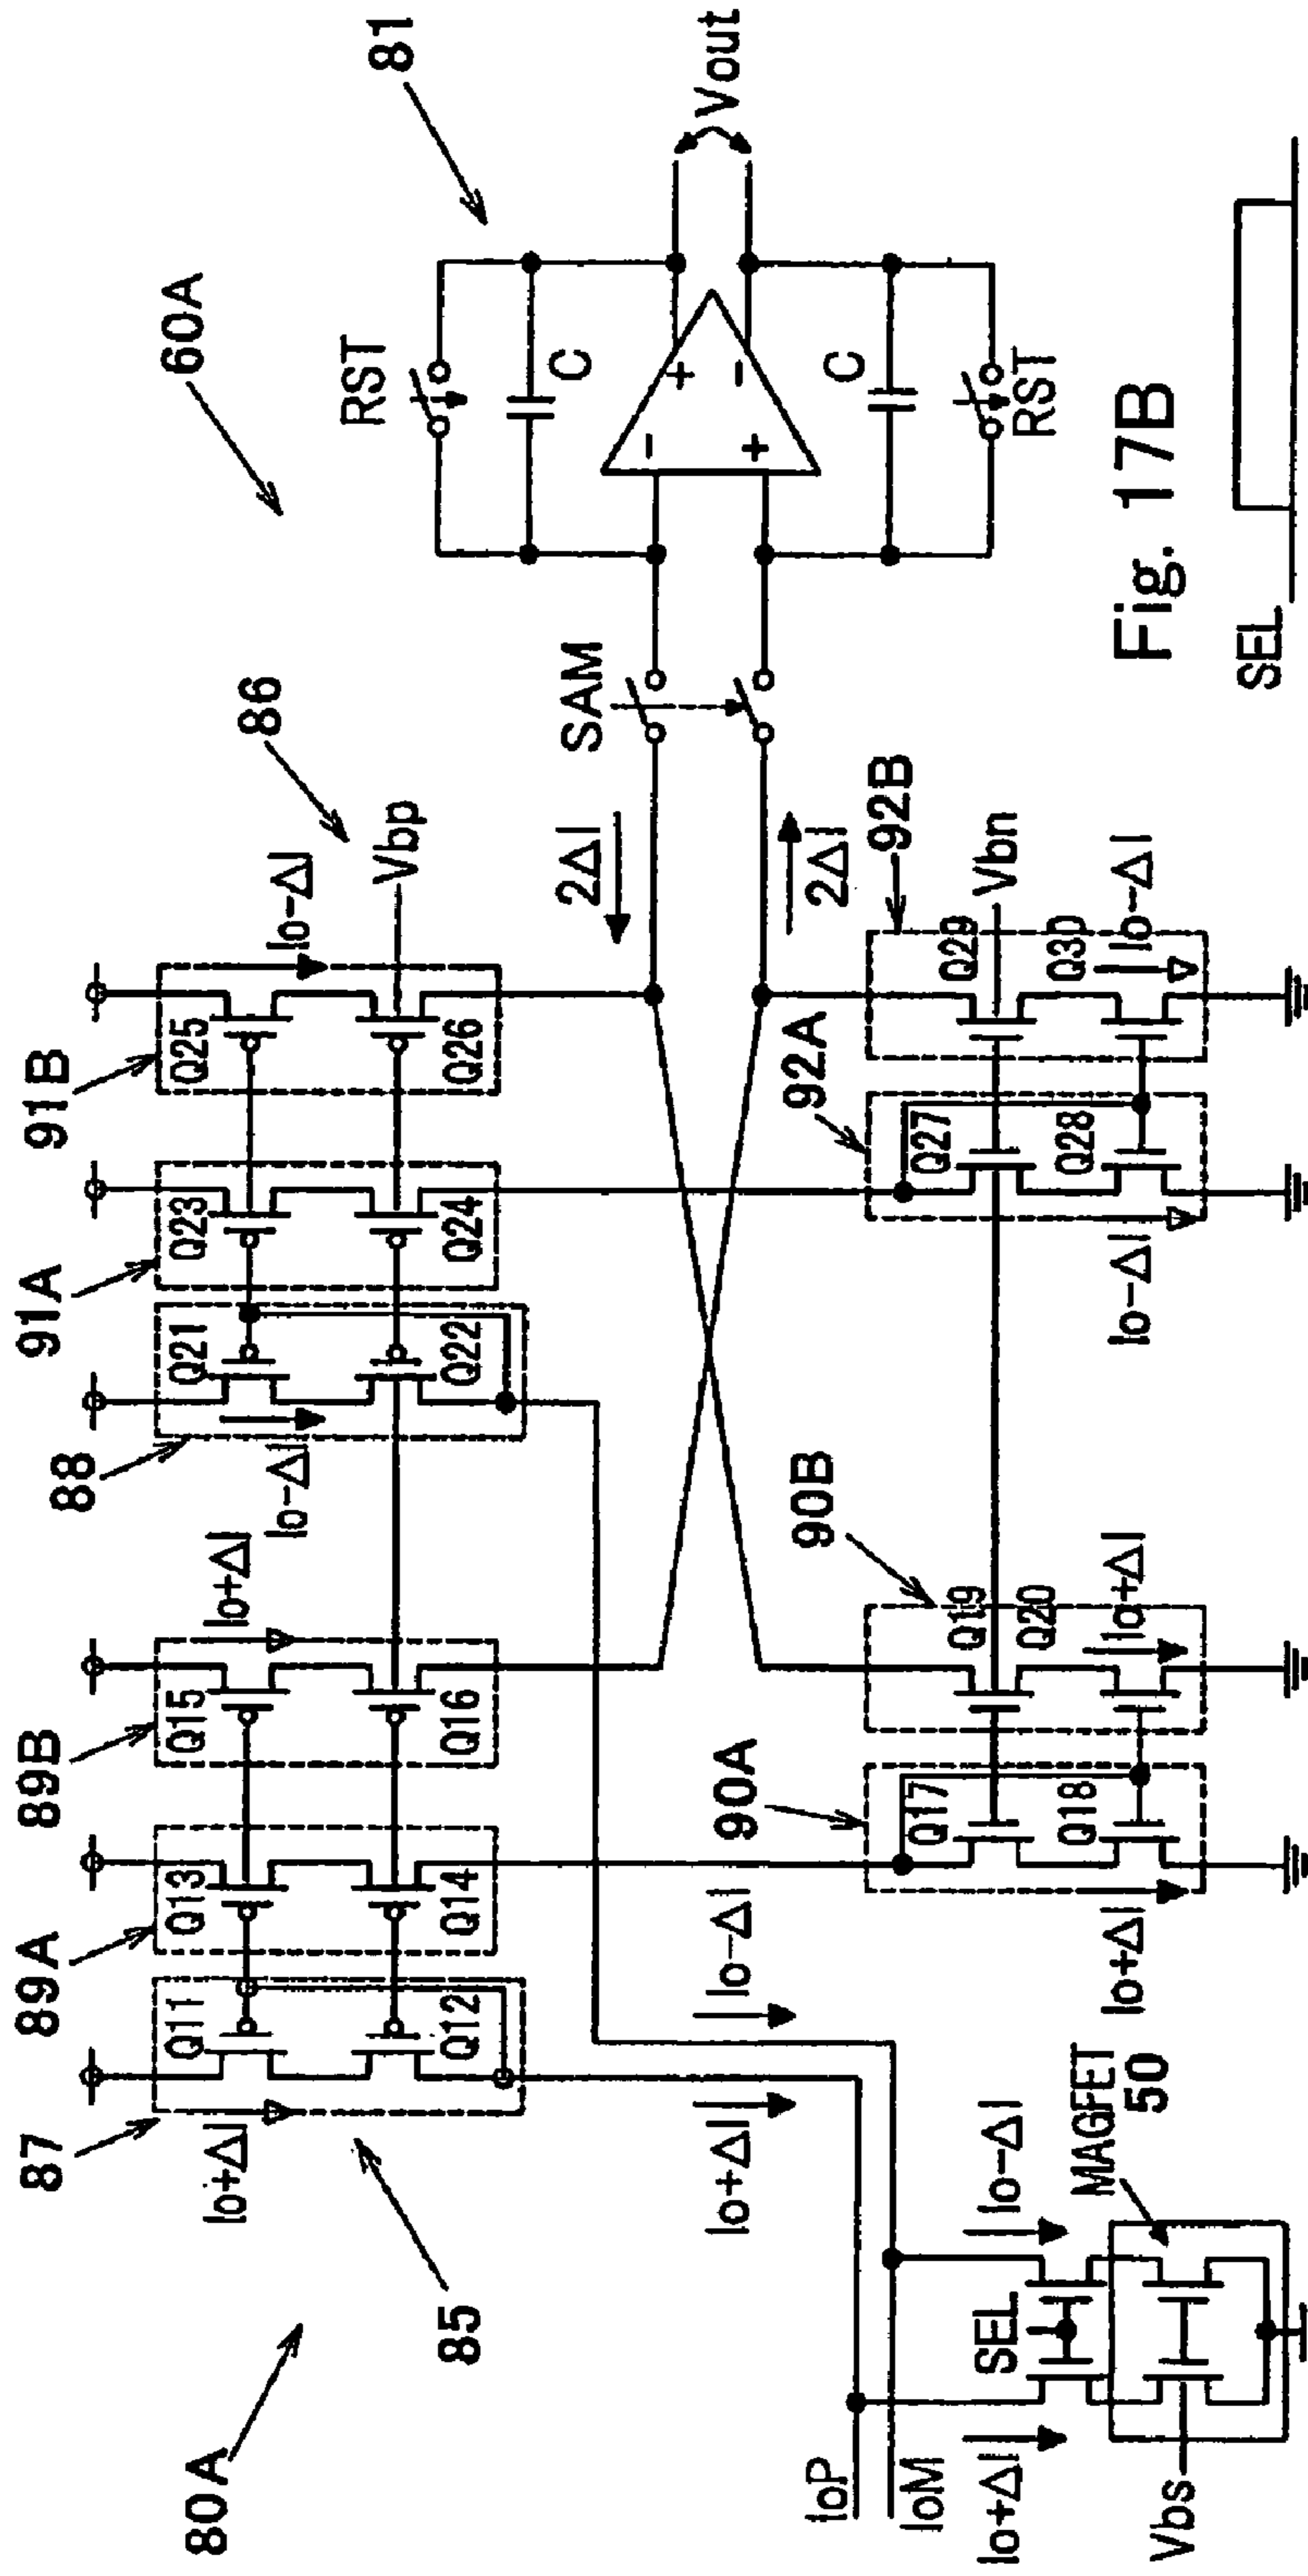 60A
81
Vout
RST
C
+
-
-
+
C
RST
SAM
2ΔI
2ΔI
Fig. 17B
SEL
80A
85
86
87
89A
89B
88
91A
91B
Io+ΔI
Q11
Q12
Q13
Q14
Q15
Q16
Io+ΔI
Io-ΔI
Q21
Q22
Q23
Q24
Q25
Q26
Io-ΔI
Vbp
Io+ΔI
Io-ΔI
90A
90B
92A
92B
Q17
Q18
Io+ΔI
Q19
Q20
Io+ΔI
Q27
Q28
Io-ΔI
Q29
Q30
Io-ΔI
Vbn
IoP
IoM
Io+ΔI
Io-ΔI
SEL
MAGFET
50
Vbs